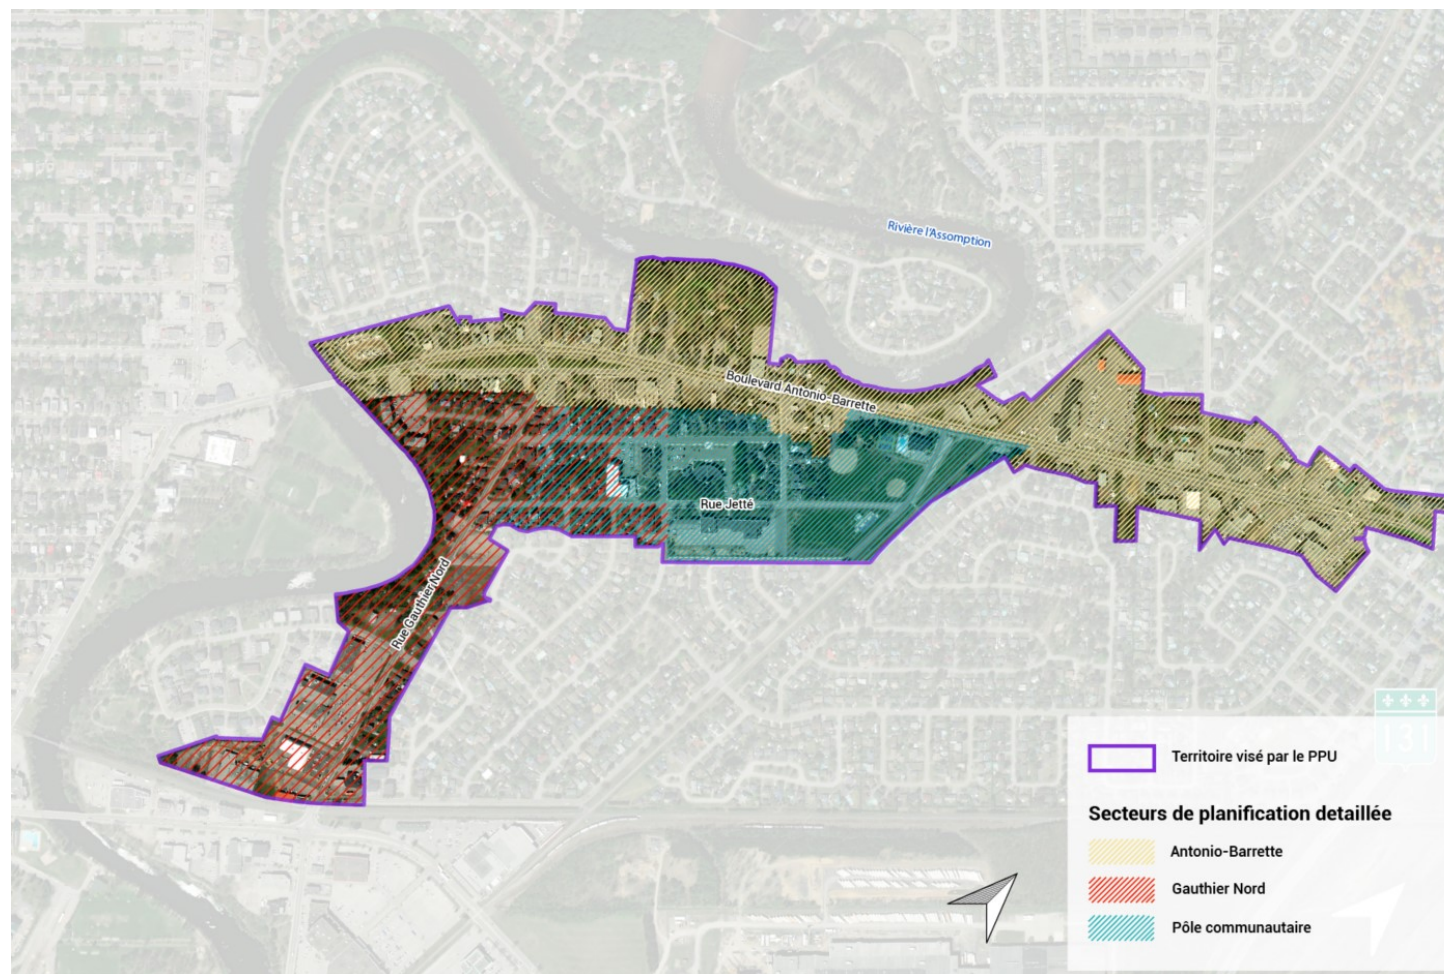 Rivière l'Assomption
Boulevard Antonio-Barrette
Rue Jetté
Rue Gauthier Nord
131
Territoire visé par le PPU
Secteurs de planification detaillée
Antonio-Barrette
Gauthier Nord
Pôle communautaire